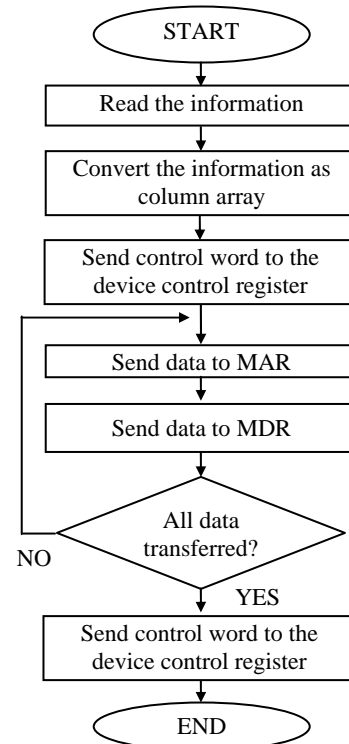 START
Read the information
Convert the information as
column array
Send control word to the
device control register
Send data to MAR
Send data to MDR
All data
transferred?
NO
YES
Send control word to the
device control register
END